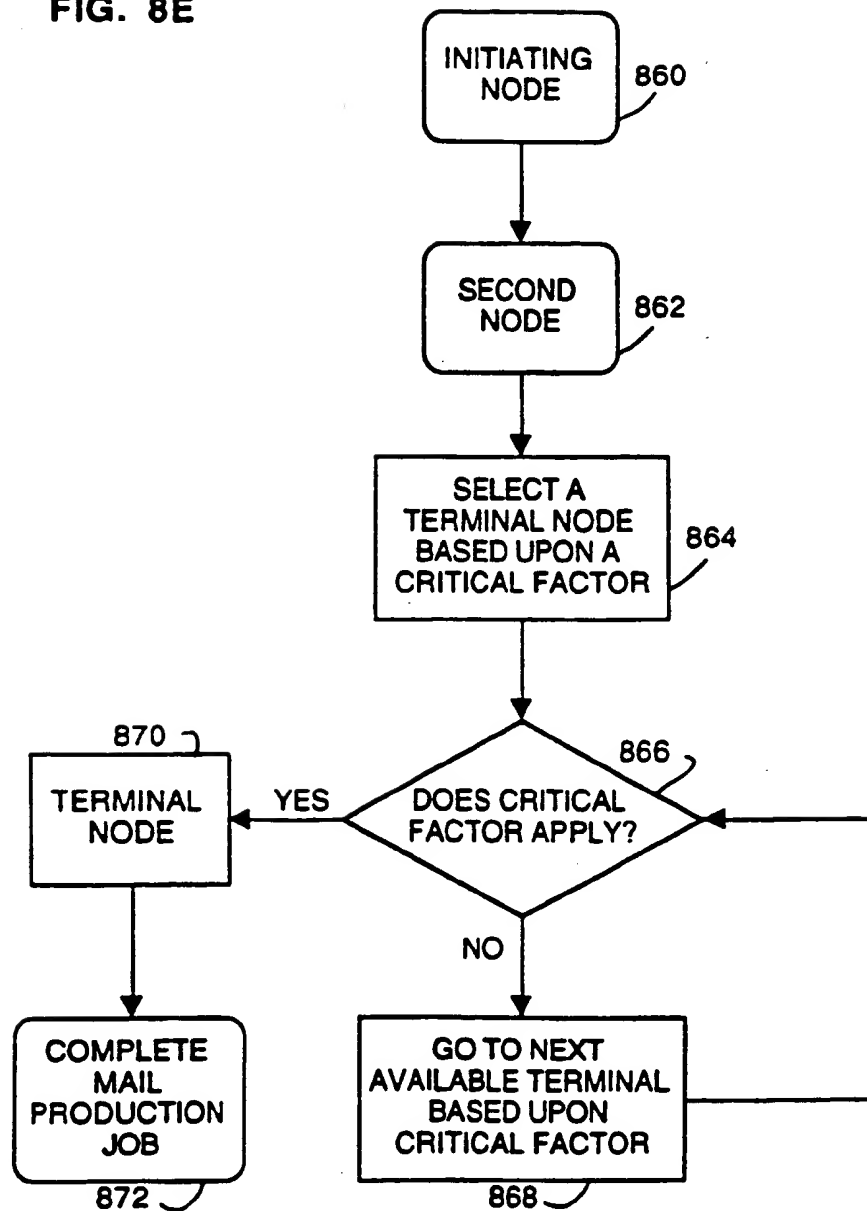 FIG. 8E
INITIATING
NODE
860
SECOND
NODE
862
SELECT A
TERMINAL NODE
BASED UPON A
CRITICAL FACTOR
864
866
DOES CRITICAL
FACTOR APPLY?
YES
870
TERMINAL
NODE
NO
COMPLETE
MAIL
PRODUCTION
JOB
872
GO TO NEXT
AVAILABLE TERMINAL
BASED UPON
CRITICAL FACTOR
868